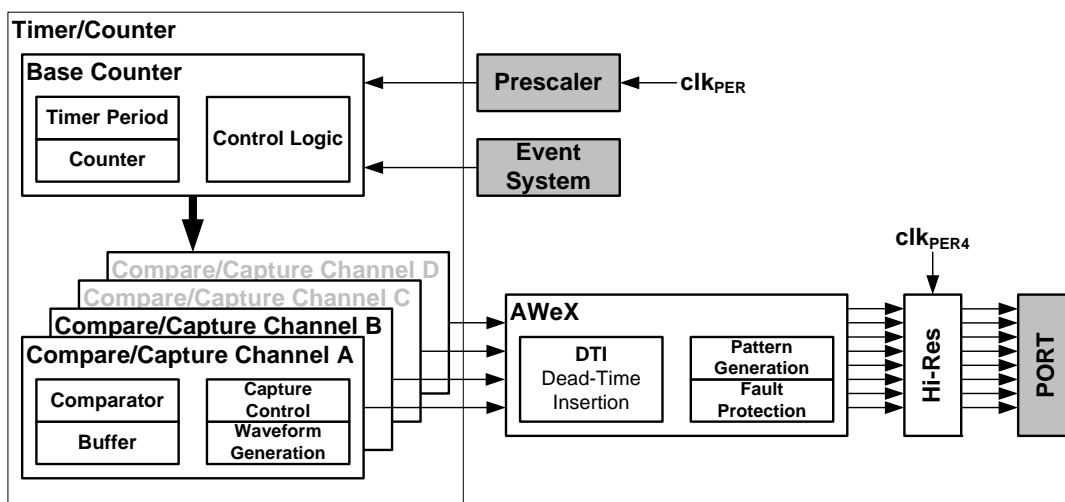 Timer/Counter
Base Counter
Timer Period
Counter
Control Logic
Prescaler
clkPER
Event
System
Compare/Capture Channel D
Compare/Capture Channel C
Compare/Capture Channel B
Compare/Capture Channel A
Comparator
Buffer
Capture
Control
Waveform
Generation
AWeX
DTI
Dead-Time
Insertion
Pattern
Generation
Fault
Protection
clkPER4
Hi-Res
PORT